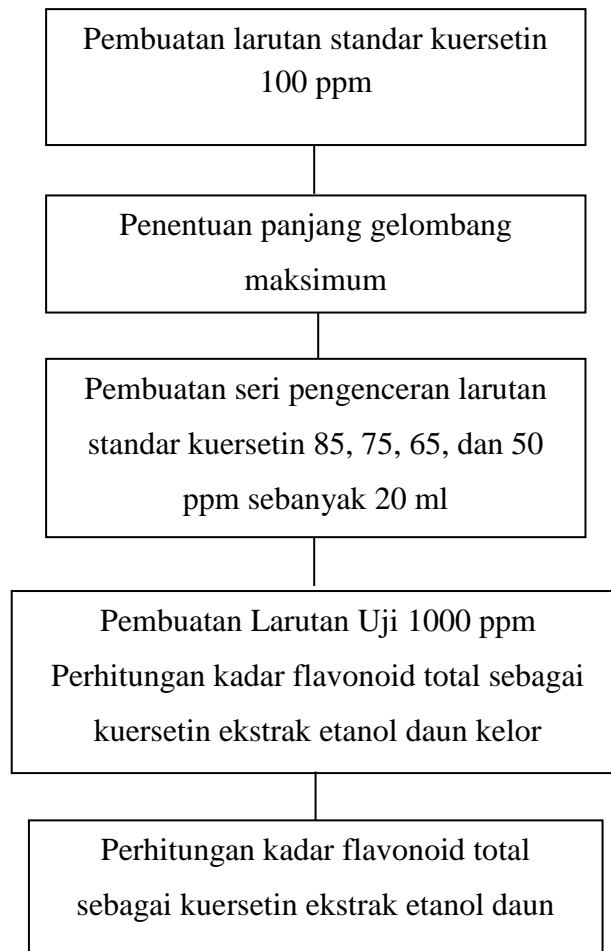 Pembuatan larutan standar kuersetin
100 ppm
Penentuan panjang gelombang
maksimum
Pembuatan seri pengenceran larutan
standar kuersetin 85, 75, 65, dan 50
ppm sebanyak 20 ml
Pembuatan Larutan Uji 1000 ppm
Perhitungan kadar flavonoid total sebagai
kuersetin ekstrak etanol daun kelor
Perhitungan kadar flavonoid total
sebagai kuersetin ekstrak etanol daun